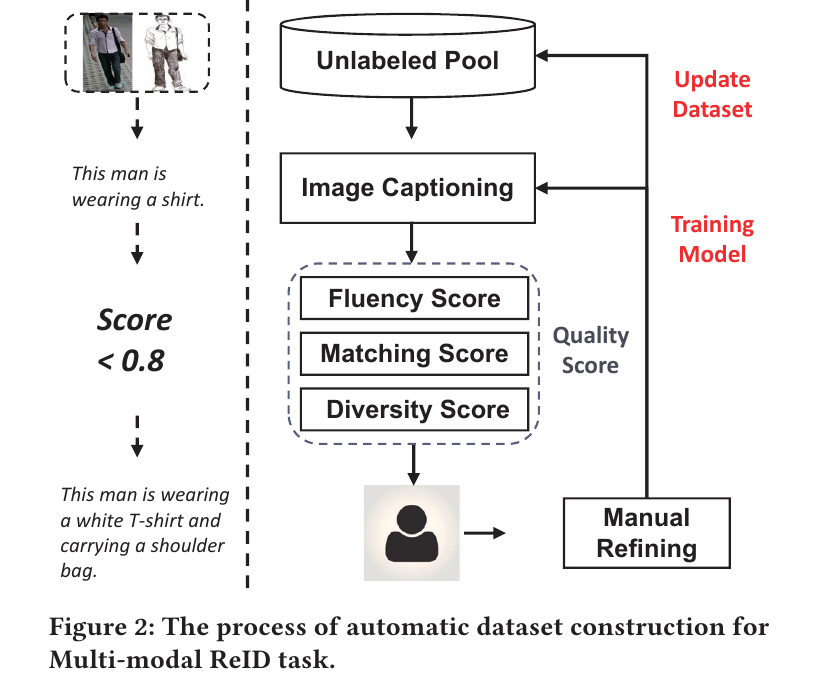 This man is
wearing a shirt.
Score
< 0.8
This man is wearing
a white T-shirt and
carrying a shoulder
bag.
Unlabeled Pool
Image Captioning
Fluency Score
Matching Score
Diversity Score
Quality
Score
Manual
Refining
Update
Dataset
Training
Model
Figure 2: The process of automatic dataset construction for
Multi-modal ReID task.